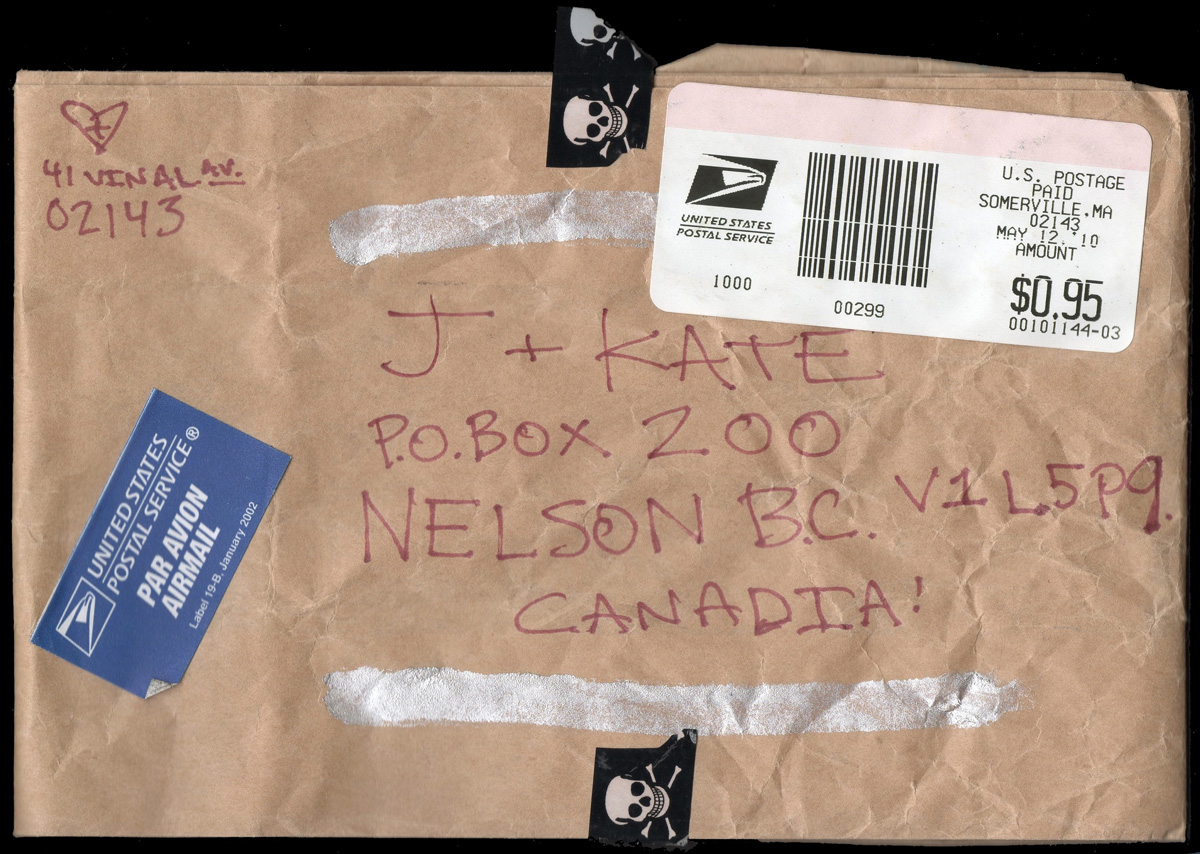 41 VINAL AV.
02143
UNITED STATES
POSTAL SERVICE
1000
00299
U.S. POSTAGE
PAID
SOMERVILLE, MA
02143
MAY 12, '10
AMOUNT
$0.95
00101144-03
J + KATE
P.O. BOX 200
NELSON B.C. V1L5P9.
CANADIA!
UNITED STATES
POSTAL SERVICE®
PAR AVION
AIRMAIL
Label 19-B, January 2002